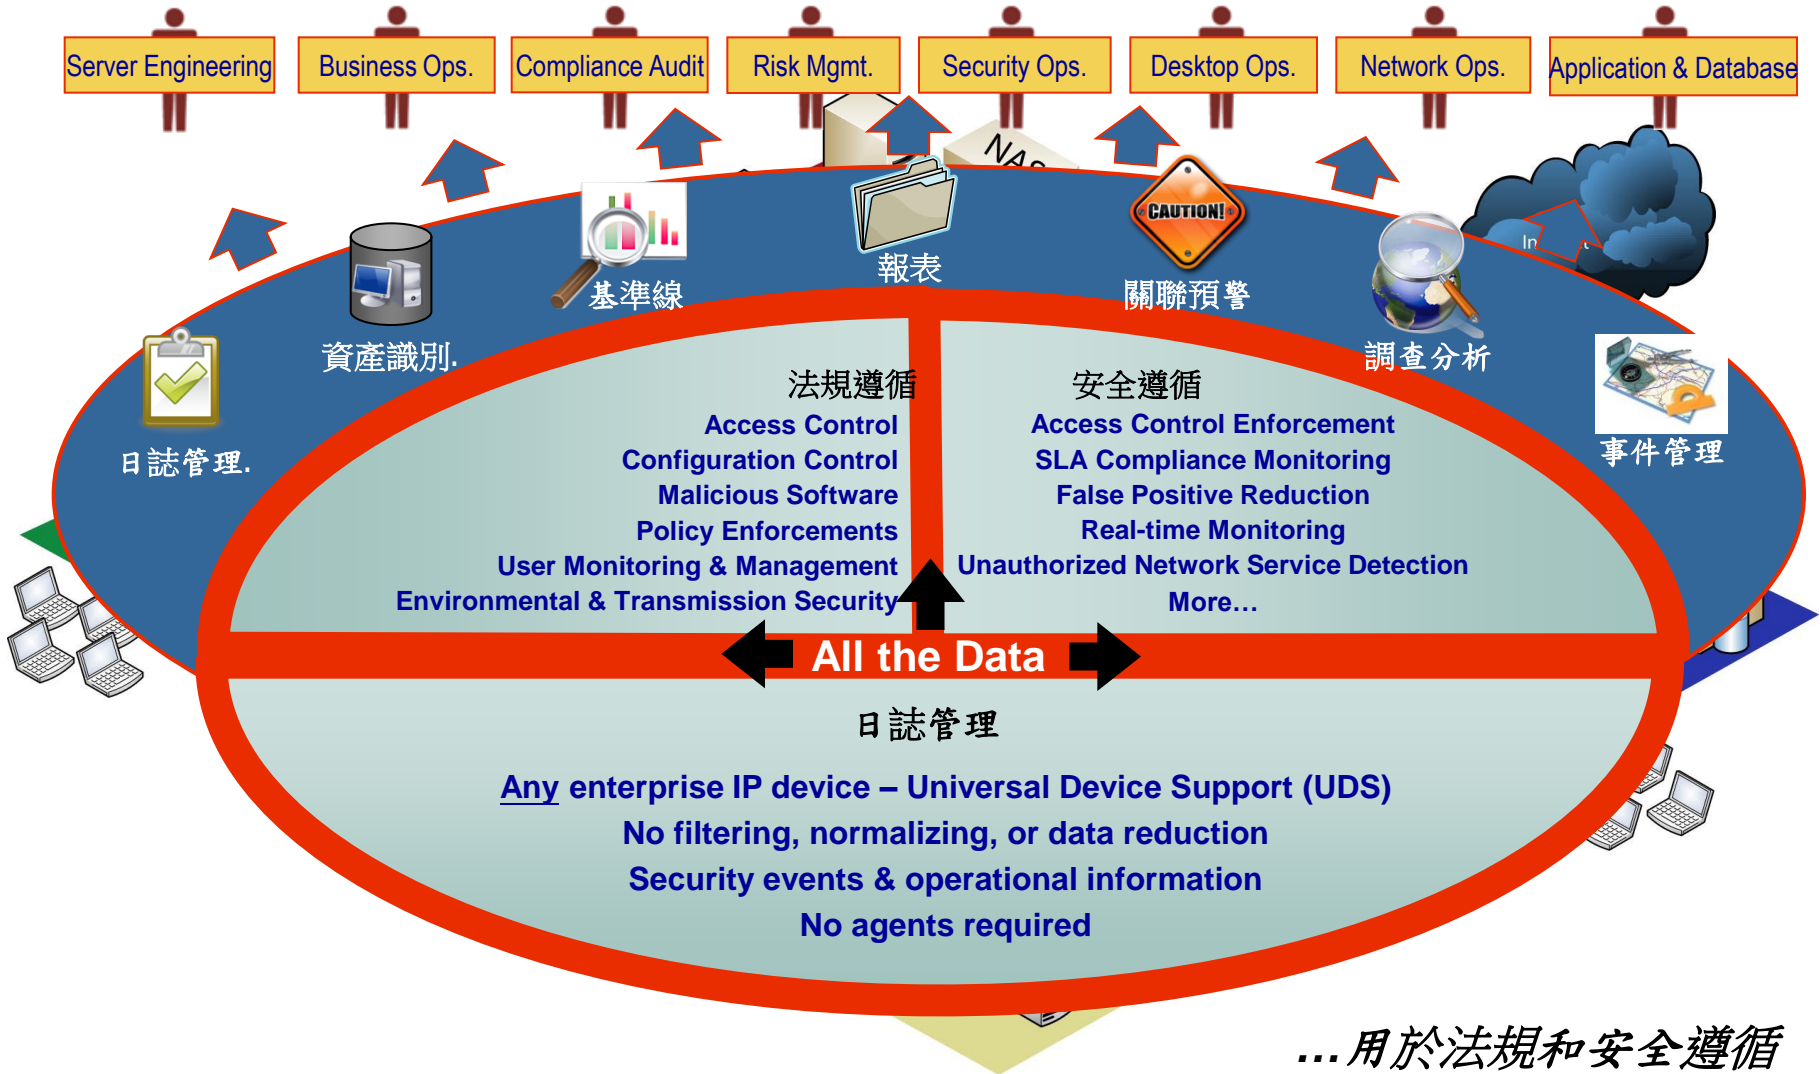 Server Engineering
Business Ops.
Compliance Audit
Risk Mgmt.
Security Ops.
Desktop Ops.
Network Ops.
Application & Database
NAS
CAUTION!
報表
基準線
關聯預警
資產識別.
調查分析
日誌管理.
事件管理
法規遵循
Access Control
Configuration Control
Malicious Software
Policy Enforcements
User Monitoring & Management
Environmental & Transmission Security
安全遵循
Access Control Enforcement
SLA Compliance Monitoring
False Positive Reduction
Real-time Monitoring
Unauthorized Network Service Detection
More…
All the Data
日誌管理
Any enterprise IP device – Universal Device Support (UDS)
No filtering, normalizing, or data reduction
Security events & operational information
No agents required
…用於法規和安全遵循